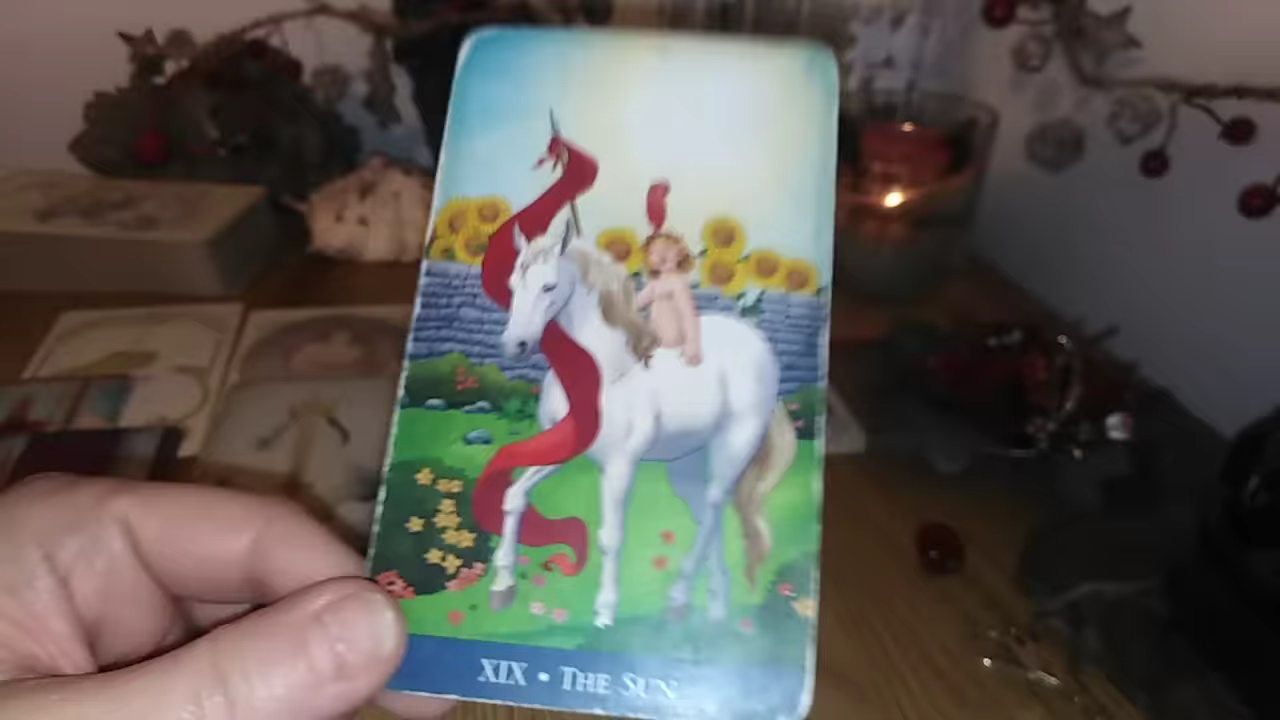 XIX • THE SUN